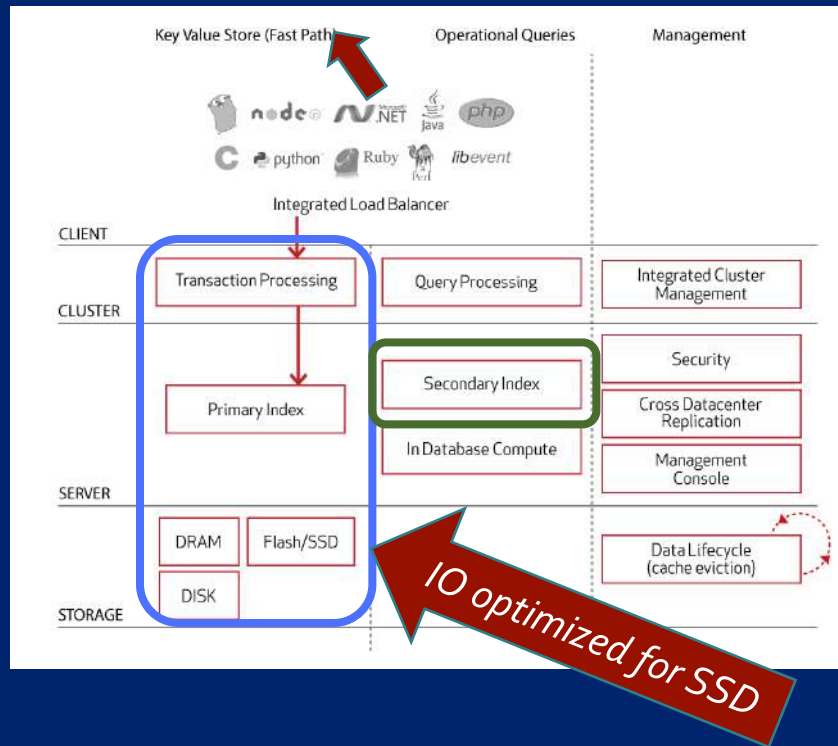 Key Value Store (Fast Path)
Operational Queries
Management
node
Microsoft
.NET
Java
php
C
python
Ruby
Perl
libevent
Integrated Load Balancer
CLIENT
Transaction Processing
Query Processing
Integrated Cluster
Management
CLUSTER
Primary Index
Secondary Index
In Database Compute
Security
Cross Datacenter
Replication
Management
Console
SERVER
DRAM
Flash/SSD
DISK
Data Lifecycle
(cache eviction)
STORAGE
IO optimized for SSD